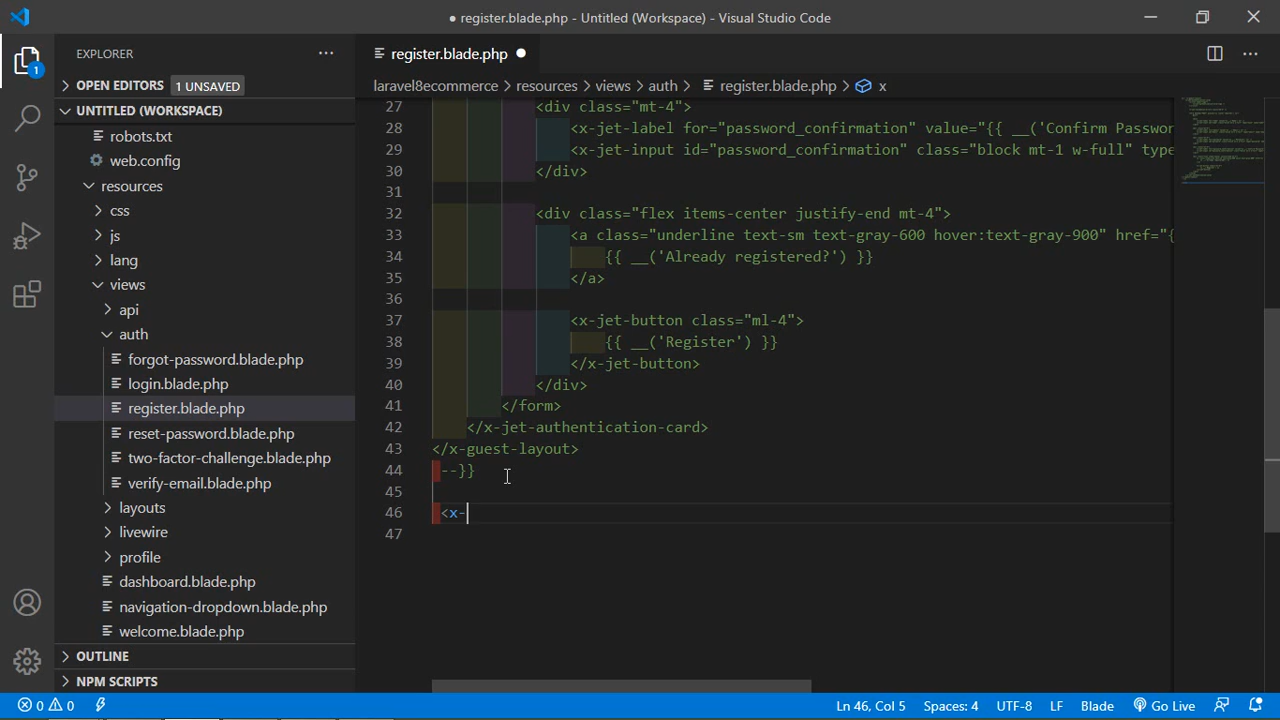 register.blade.php - Untitled (Workspace) - Visual Studio Code
EXPLORER
register.blade.php
OPEN EDITORS 1 UNSAVED
laravel8ecommerce > resources > views > auth > register.blade.php > x
1
UNTITLED (WORKSPACE)
robots.txt
web.config
resources
css
js
lang
views
api
auth
forgot-password.blade.php
login.blade.php
register.blade.php
reset-password.blade.php
two-factor-challenge.blade.php
verify-email.blade.php
layouts
livewire
profile
dashboard.blade.php
navigation-dropdown.blade.php
welcome.blade.php
OUTLINE
NPM SCRIPTS
27 <div class="mt-4">
28 <x-jet-label for="password_confirmation" value="{{ __('Confirm Passwor
29 <x-jet-input id="password_confirmation" class="block mt-1 w-full" type
30 </div>
31
32 <div class="flex items-center justify-end mt-4">
33 <a class="underline text-sm text-gray-600 hover:text-gray-900" href="{
34 {{ __('Already registered?') }}
35 </a>
36
37 <x-jet-button class="ml-4">
38 {{ __('Register') }}
39 </x-jet-button>
40 </div>
41 </form>
42 </x-jet-authentication-card>
43 </x-guest-layout>
44 --}}
45
46 <x-
47
0 0 Ln 46, Col 5 Spaces: 4 UTF-8 LF Blade Go Live